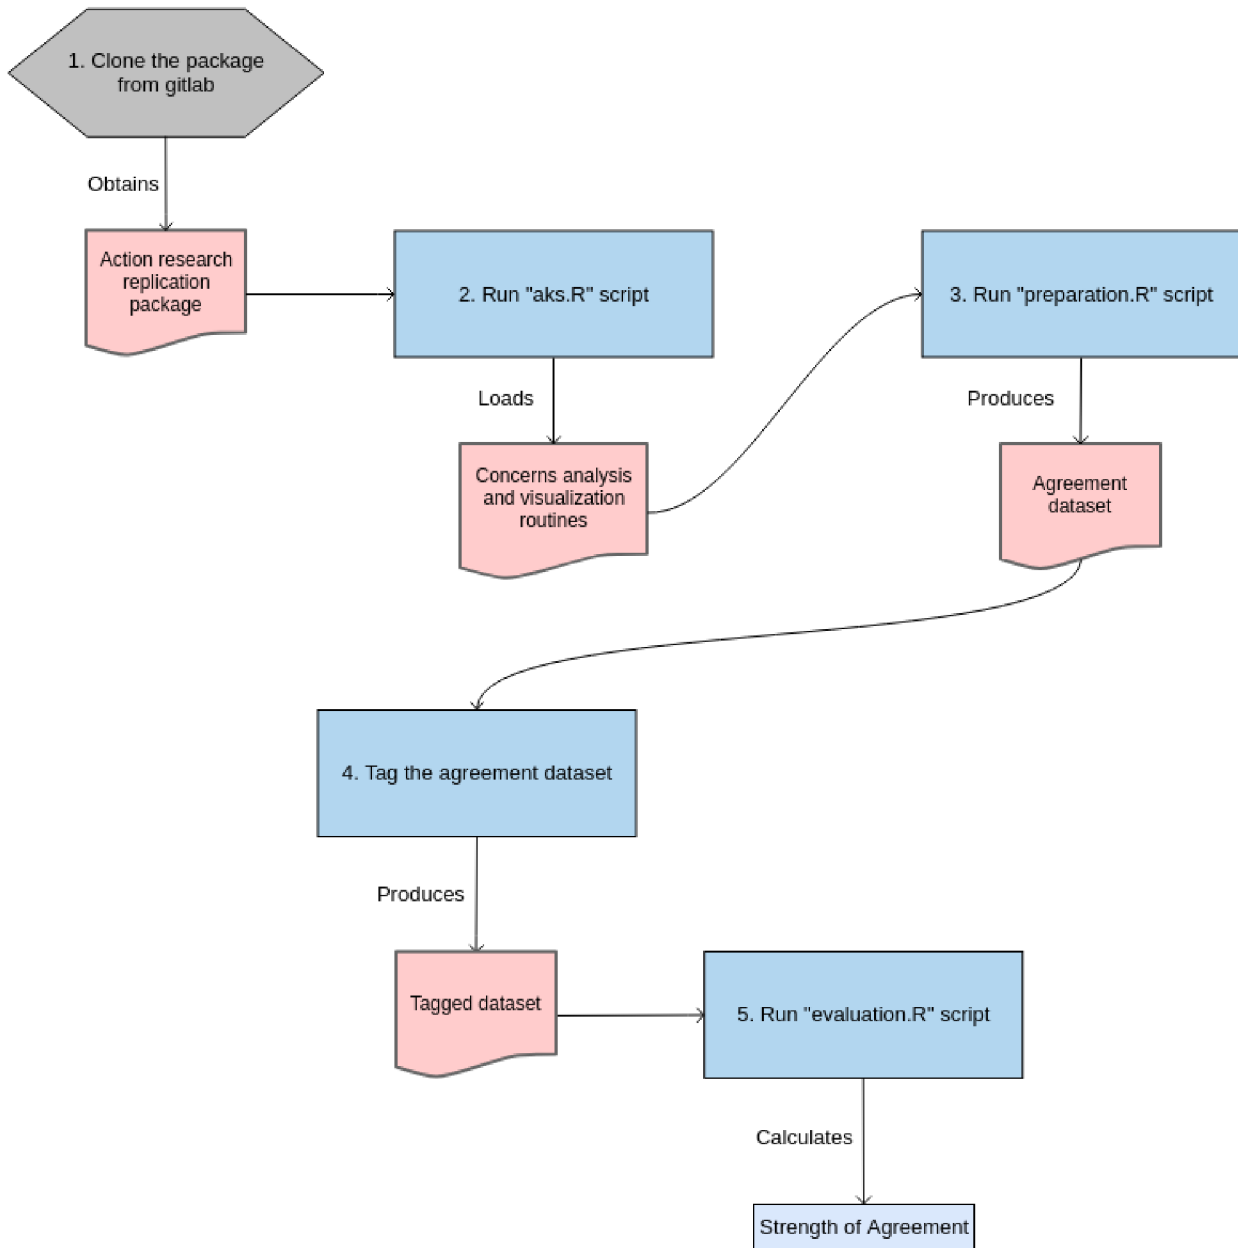 1. Clone the package
from gitlab
Obtains
Action research
replication
package
2. Run "aks.R" script
3. Run "preparation.R" script
Loads
Produces
Concerns analysis
and visualization
routines
Agreement
dataset
4. Tag the agreement dataset
Produces
Tagged dataset
5. Run "evaluation.R" script
Calculates
Strength of Agreement